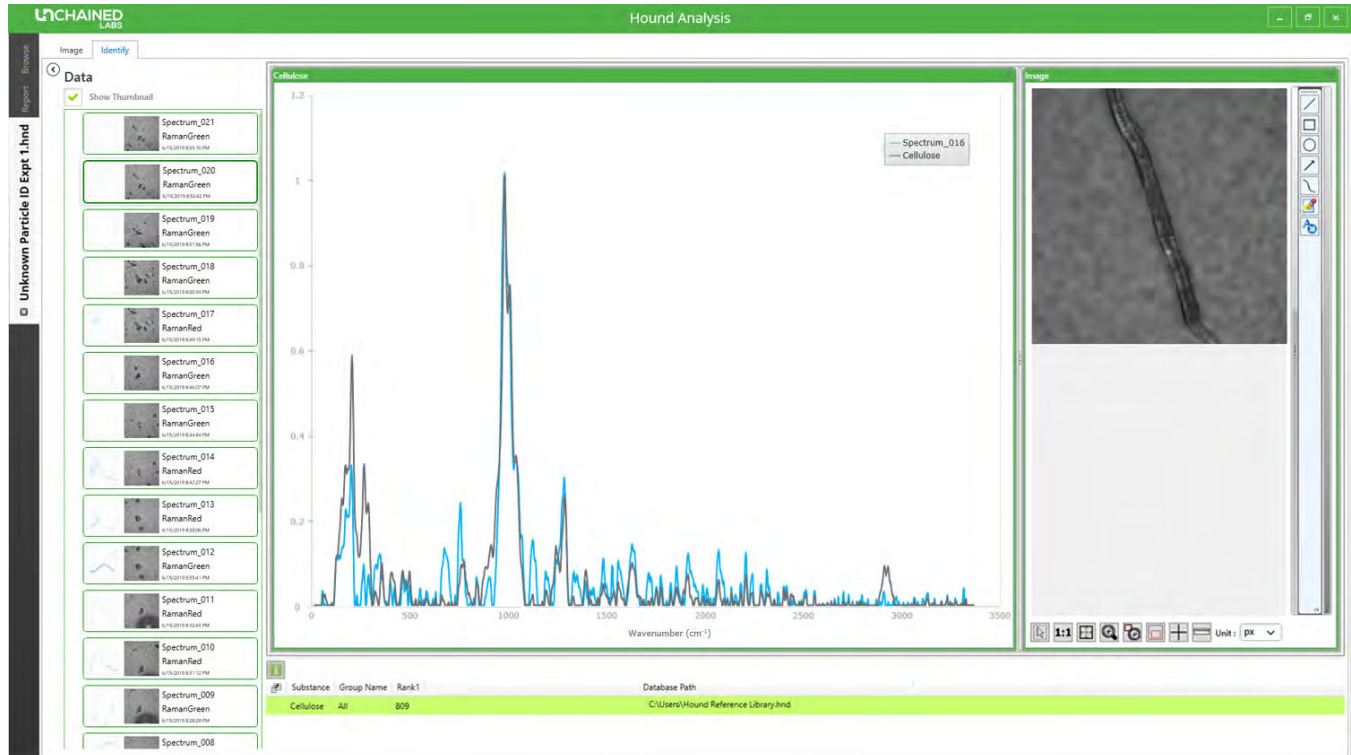 UNCHAINED
LABS
Hound Analysis
Browse
Report
Unknown Particle ID Expt 1.hnd
Image Identify
Data
Show Thumbnail
Spectrum_021
RamanGreen
Spectrum_020
RamanGreen
Spectrum_019
RamanGreen
Spectrum_018
RamanGreen
Spectrum_017
RamanRed
Spectrum_016
RamanGreen
Spectrum_015
RamanGreen
Spectrum_014
RamanRed
Spectrum_013
RamanRed
Spectrum_012
RamanGreen
Spectrum_011
RamanRed
Spectrum_010
RamanGreen
Spectrum_009
RamanGreen
Spectrum_008
Cellulose
1.2
1
0.8
0.6
0.4
0.2
0
0 500 1000 1500 2000 2500 3000 3500
Wavenumber (cm⁻¹)
Spectrum_016
Cellulose
Image
1:1
Unit : px
Substance Group Name Rank1 Database Path
Cellulose All 809 C:\Users\Hound Reference Library.hnd